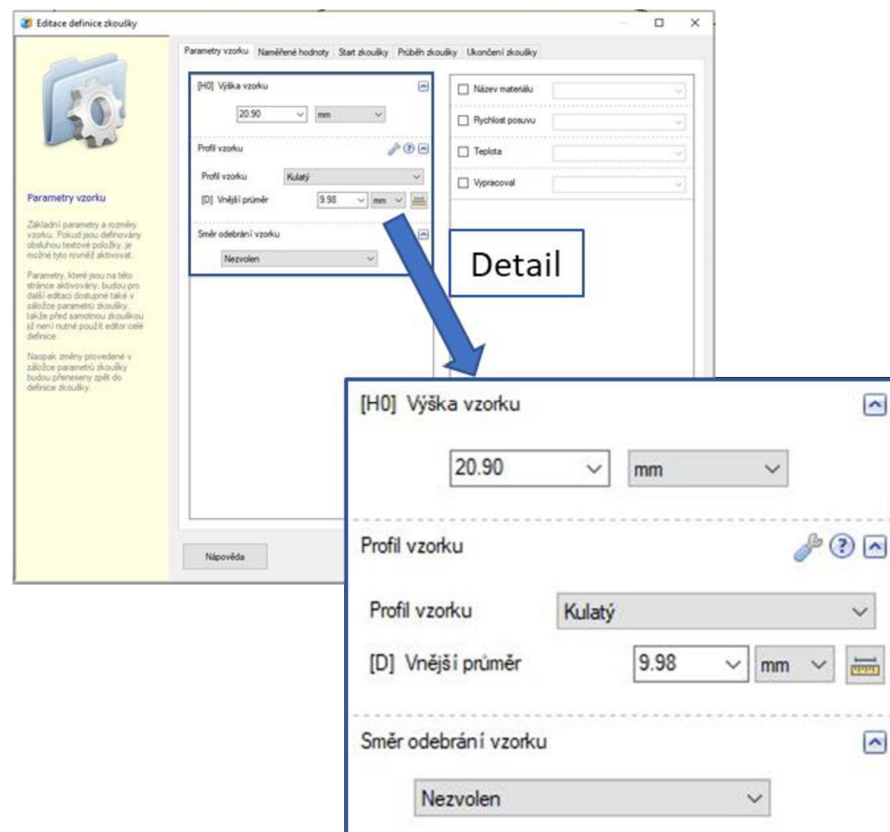 Editace definice zkoušky
Parametry vzorku Naměřené hodnoty Start zkoušky Průběh zkoušky Ukončení zkoušky
[H0] Výška vzorku
20.90 mm
Profil vzorku
Profil vzorku Kulatý
[D] Vnější průměr 9.98 mm
Směr odebrání vzorku
Nezvolen
Název materiálu
Rychlost posuvu
Teplota
Vypracoval
Parametry vzorku
Základní parametry a rozměry
vzorku. Pokud jsou definovány
obsluhou textové položky, je
možné tyto rovněž aktivovat.
Parametry, které jsou na této
stránce aktivovány, budou pro
další editaci dostupné také v
záložce parametrů zkoušky,
takže před samotnou zkouškou
již není nutné použít editor celé
definice.
Naopak změny provedené v
záložce parametrů zkoušky
budou přeneseny zpět do
definice zkoušky.
Nápověda
Detail
[H0] Výška vzorku
20.90 mm
Profil vzorku
Profil vzorku Kulatý
[D] Vnější průměr 9.98 mm
Směr odebrání vzorku
Nezvolen